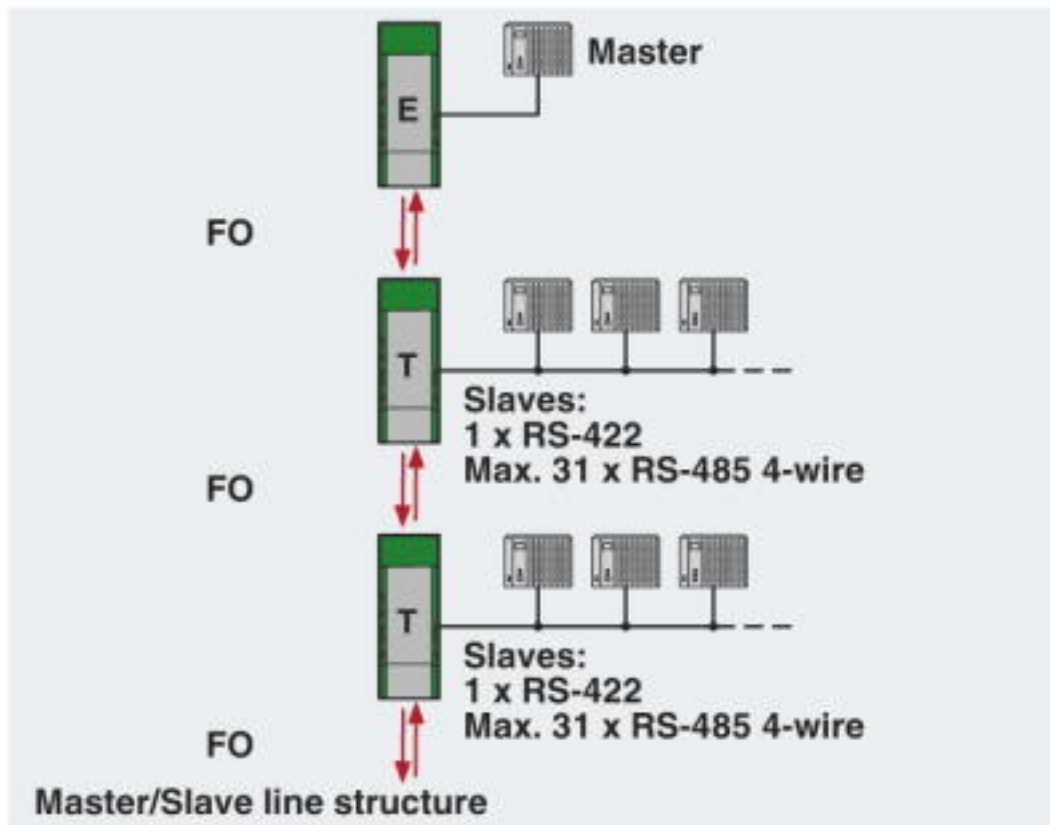 Master
E
FO
T
Slaves:
1 x RS-422
Max. 31 x RS-485 4-wire
FO
T
Slaves:
1 x RS-422
Max. 31 x RS-485 4-wire
FO
Master/Slave line structure